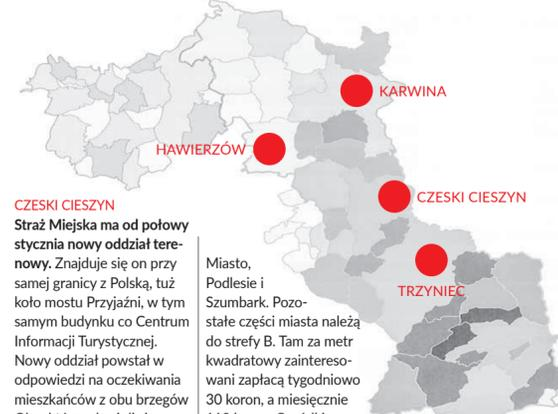 KARWINA
HAWIERZÓW
CZESKI CIESZYN
TRZYNIEC
CZESKI CIESZYN
Straż Miejska ma od połowy
stycznia nowy oddział tere-
nowy. Znajduje się on przy
samej granicy z Polską, tuż
koło mostu Przyjaźni, w tym
samym budynku co Centrum
Informacji Turystycznej.
Nowy oddział powstał w
odpowiedzi na oczekiwania
mieszkańców z obu brzegów
Miasto,
Podlesie i
Szumbark. Pozo-
stałe części miasta należą
do strefy B. Tam za metr
kwadratowy zaintereso-
wani zapłacą tygodniowo
30 koron, a miesięcznie